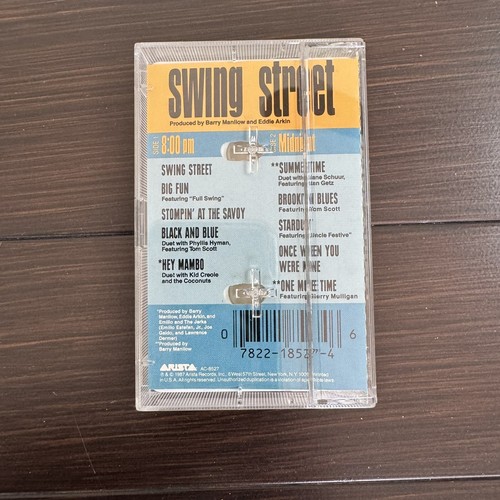 swing street
Produced by Barry Manilow and Eddie Arkin
SIDE 1
8:00 pm
SWING STREET
BIG FUN
Featuring "Full Swing"
STOMPIN' AT THE SAVOY
BLACK AND BLUE
Duet with Phyllis Hyman,
Featuring Tom Scott
*HEY MAMBO
Duet with Kid Creole
and the Coconuts
*Produced by Barry
Manilow, Eddie Arkin, and
Emilio and The Jerks
(Emilio Estefan, Jr., Joe
Galdo, and Lawrence
Dermer)
**Produced by
Barry Manilow
SIDE 2
Midnight
**SUMMERTIME
Duet with Diane Schuur,
Featuring Stan Getz
BROOKLYN BLUES
Featuring Tom Scott
STARDUST
Featuring "Uncle Festive"
ONCE WHEN YOU
WERE MINE
**ONE MORE TIME
Featuring Gerry Mulligan
0 7822-18527-4 6
ARISTA AC-8527
℗ & © 1987 Arista Records, Inc., 6 West 57th Street, New York, N.Y. 10019. Printed
in U.S.A. All rights reserved. Unauthorized duplication is a violation of applicable laws.